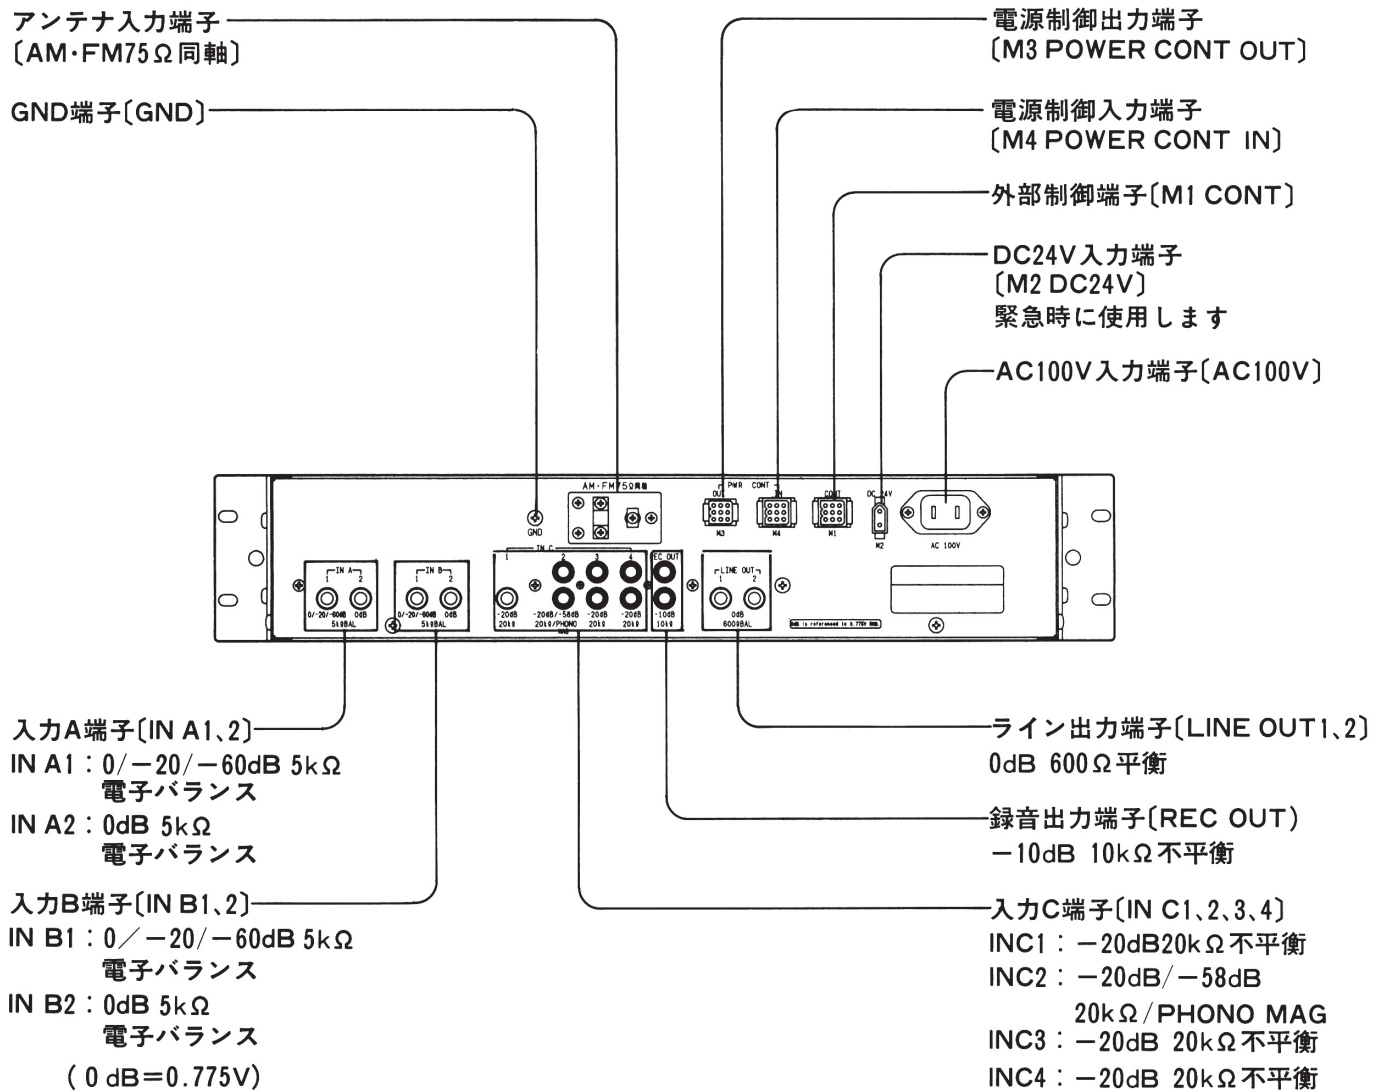 アンテナ入力端子
〔AM・FM75Ω同軸〕
GND端子〔GND〕
電源制御出力端子
〔M3 POWER CONT OUT〕
電源制御入力端子
〔M4 POWER CONT IN〕
外部制御端子〔M1 CONT〕
DC24V入力端子
〔M2 DC24V〕
緊急時に使用します
AC100V入力端子〔AC100V〕
AM・FM75Ω同軸
GND
PWR CONT
OUT
IN
CONT
DC 24V
M3
M4
M1
M2
AC 100V
IN A
1 2
0/-20/-60dB 0dB
5kΩBAL
IN B
1 2
0/-20/-60dB 0dB
5kΩBAL
IN C
1 2 3 4
-20dB -20dB/-58dB -20dB -20dB
20kΩ 20kΩ/PHONO 20kΩ 20kΩ
MAG
REC OUT
-10dB
10kΩ
LINE OUT
1 2
0dB
600ΩBAL
0dB is referenced to 0.775V RMS.
入力A端子〔IN A1、2〕
IN A1：0/−20/−60dB 5kΩ
電子バランス
IN A2：0dB 5kΩ
電子バランス
入力B端子〔IN B1、2〕
IN B1：0／−20/−60dB 5kΩ
電子バランス
IN B2：0dB 5kΩ
電子バランス
(0 dB=0.775V)
ライン出力端子〔LINE OUT1、2〕
0dB 600Ω平衡
録音出力端子〔REC OUT)
−10dB 10kΩ不平衡
入力C端子〔IN C1、2、3、4〕
INC1：−20dB20kΩ不平衡
INC2：−20dB/−58dB
20kΩ/PHONO MAG
INC3：−20dB 20kΩ不平衡
INC4：−20dB 20kΩ不平衡